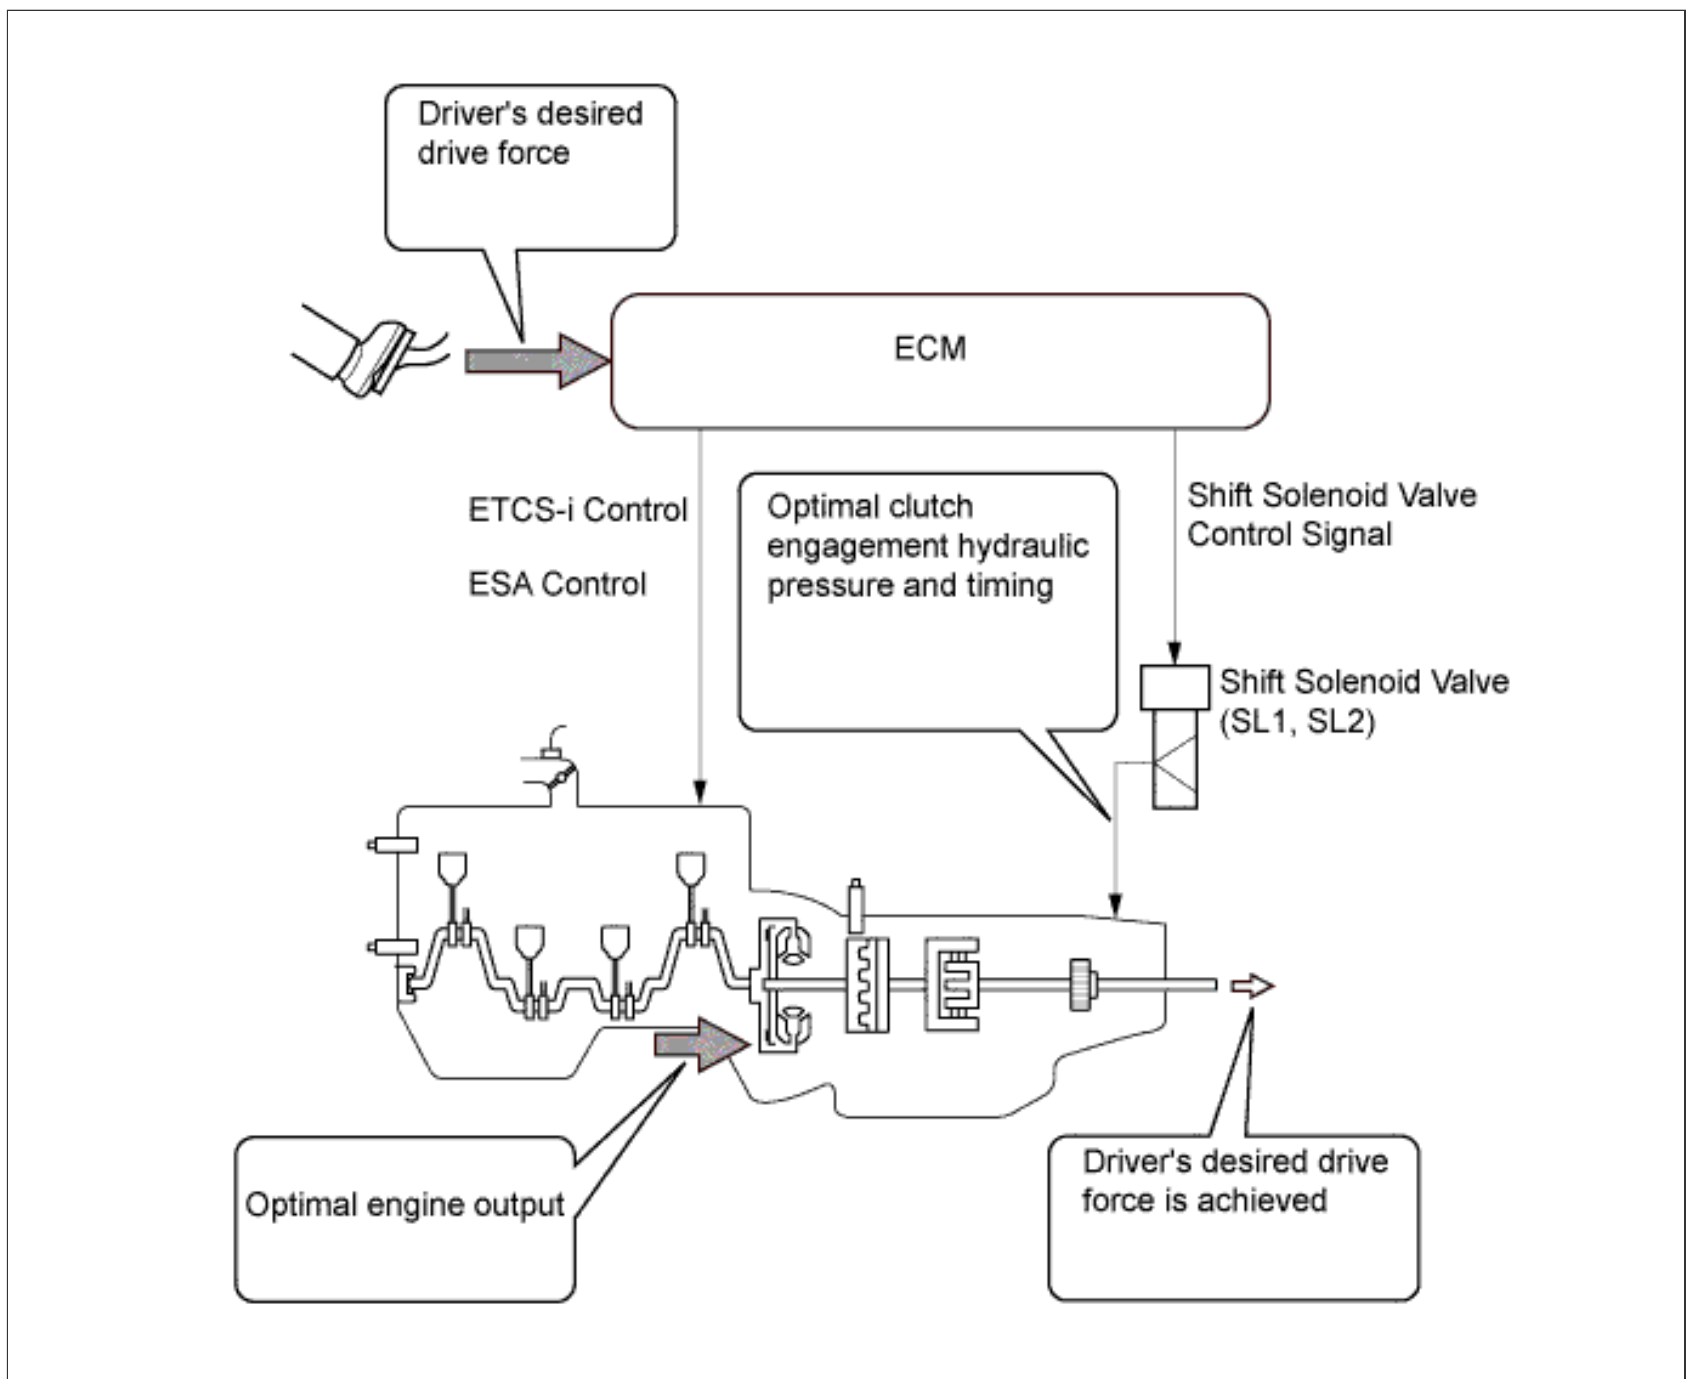 Driver's desired
drive force
ECM
ETCS-i Control
ESA Control
Optimal clutch
engagement hydraulic
pressure and timing
Shift Solenoid Valve
Control Signal
Shift Solenoid Valve
(SL1, SL2)
Optimal engine output
Driver's desired drive
force is achieved